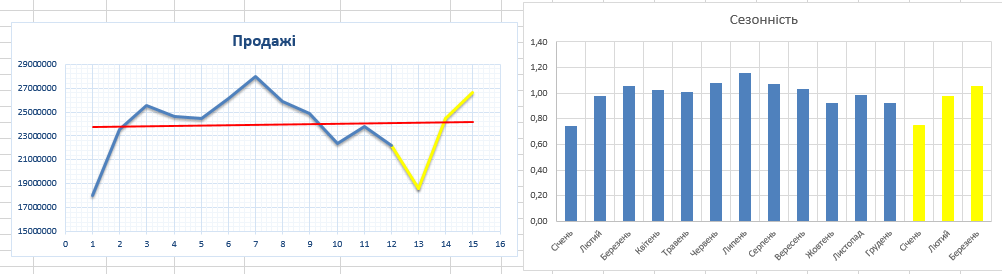 Продажі
29000000
27000000
25000000
23000000
21000000
19000000
17000000
15000000
0 1 2 3 4 5 6 7 8 9 10 11 12 13 14 15 16
Сезонність
1,40
1,20
1,00
0,80
0,60
0,40
0,20
0,00
Січень
Лютий
Березень
Квітень
Травень
Червень
Липень
Серпень
Вересень
Жовтень
Листопад
Грудень
Січень
Лютий
Березень